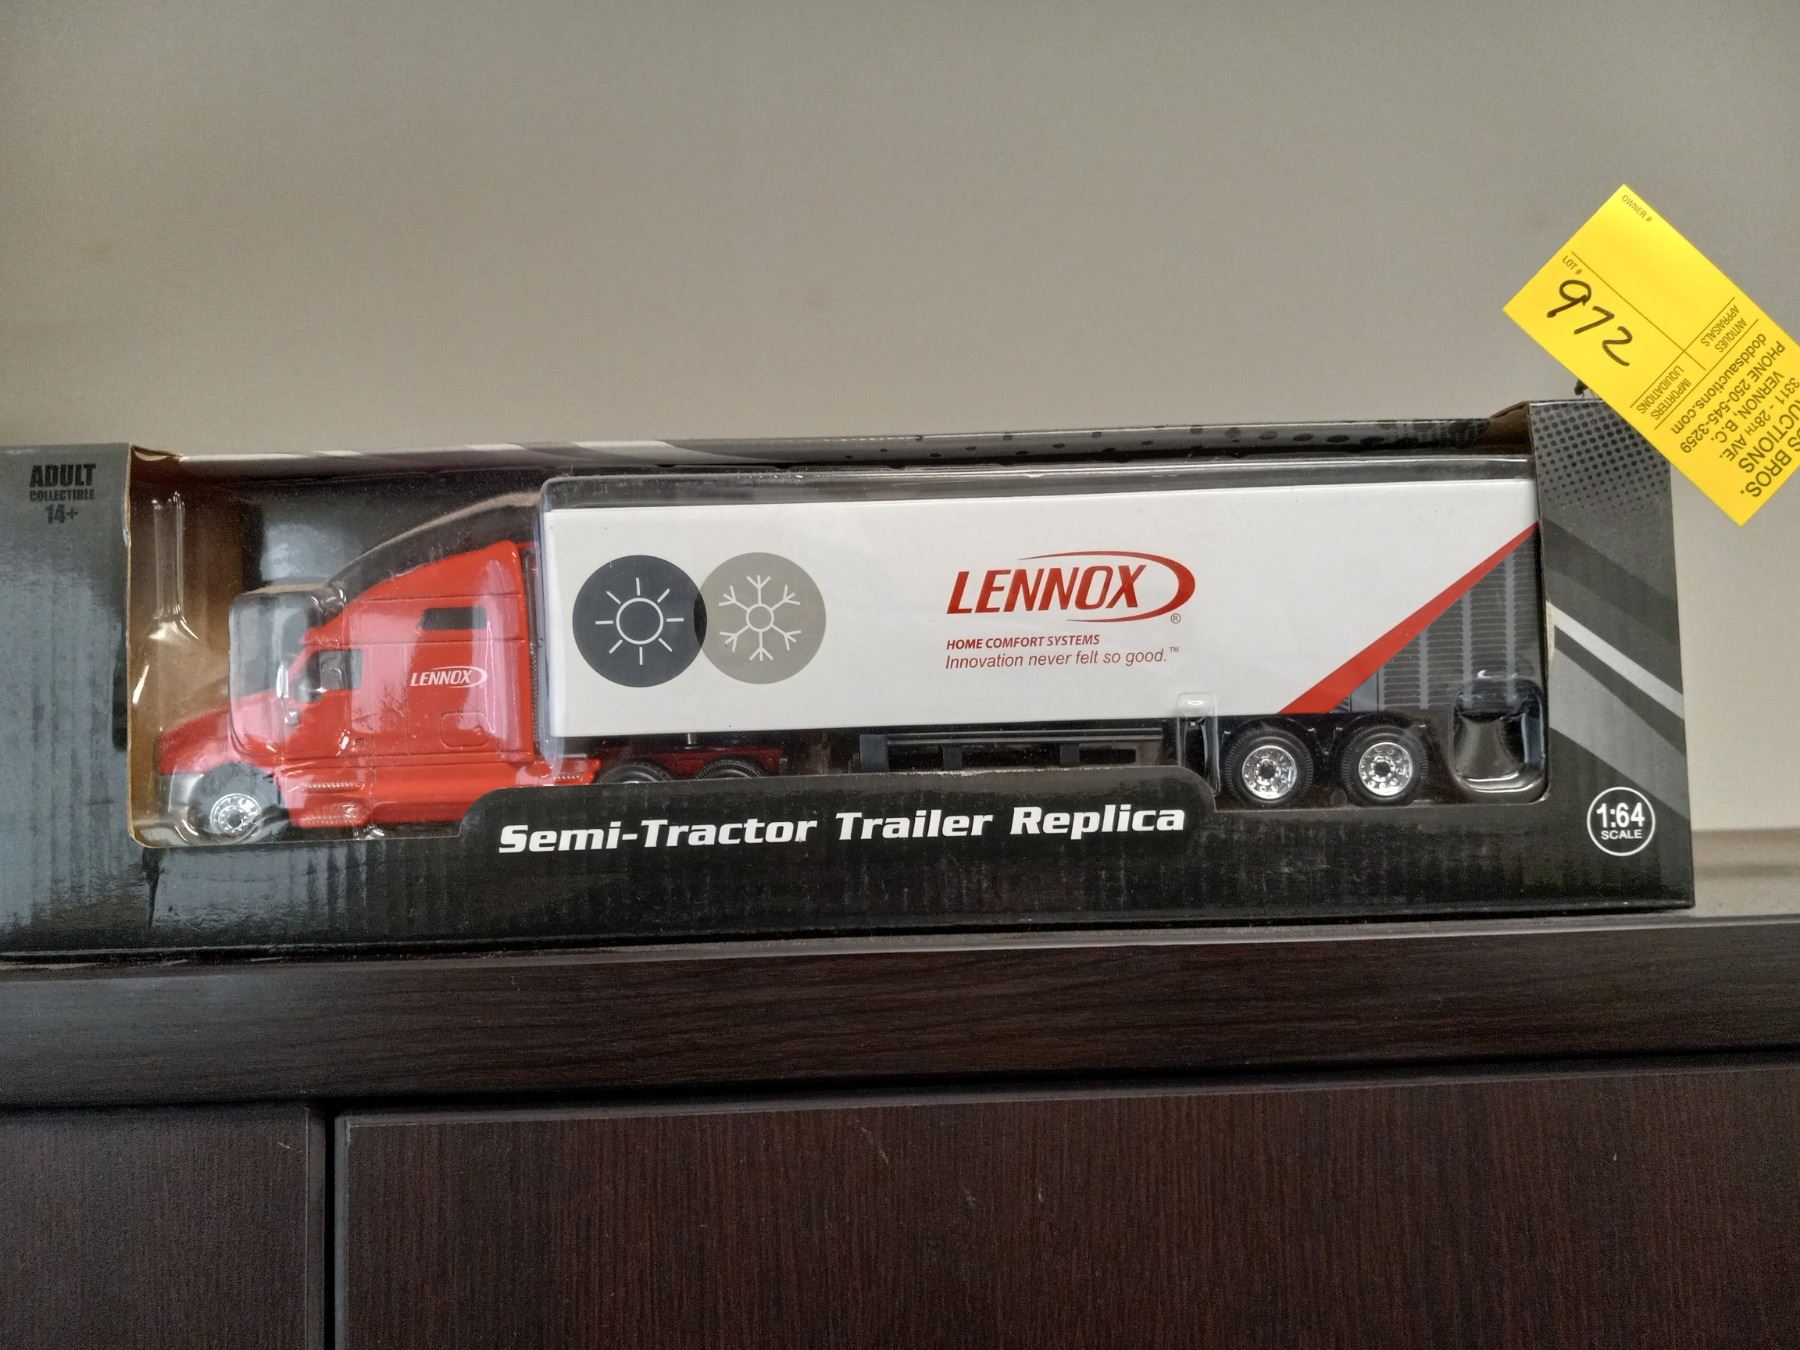 OWNER #
LOT #
972
APPRAISALS
ANTIQUES
LIQUIDATIONS
IMPORTERS
BROS.
3311 - 28TH AVE.
VERNON, B.C.
PHONE 250-545-3259
doddsauctions.com
ADULT
COLLECTIBLE
14+
LENNOX
LENNOX®
HOME COMFORT SYSTEMS
Innovation never felt so good.™
Semi-Tractor Trailer Replica
1:64
SCALE